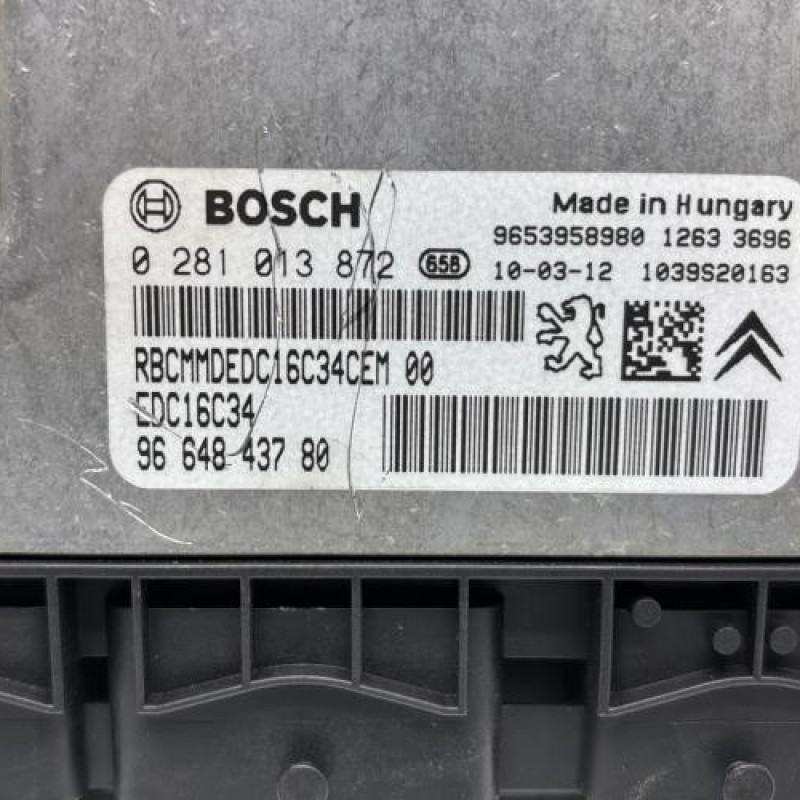 BOSCH
Made in Hungary
9653958980 1263 3696
0 281 013 872 658
10-03-12 1039S20163
RBCMMDEDC16C34CEM 00
EDC16C34
96 648 437 80